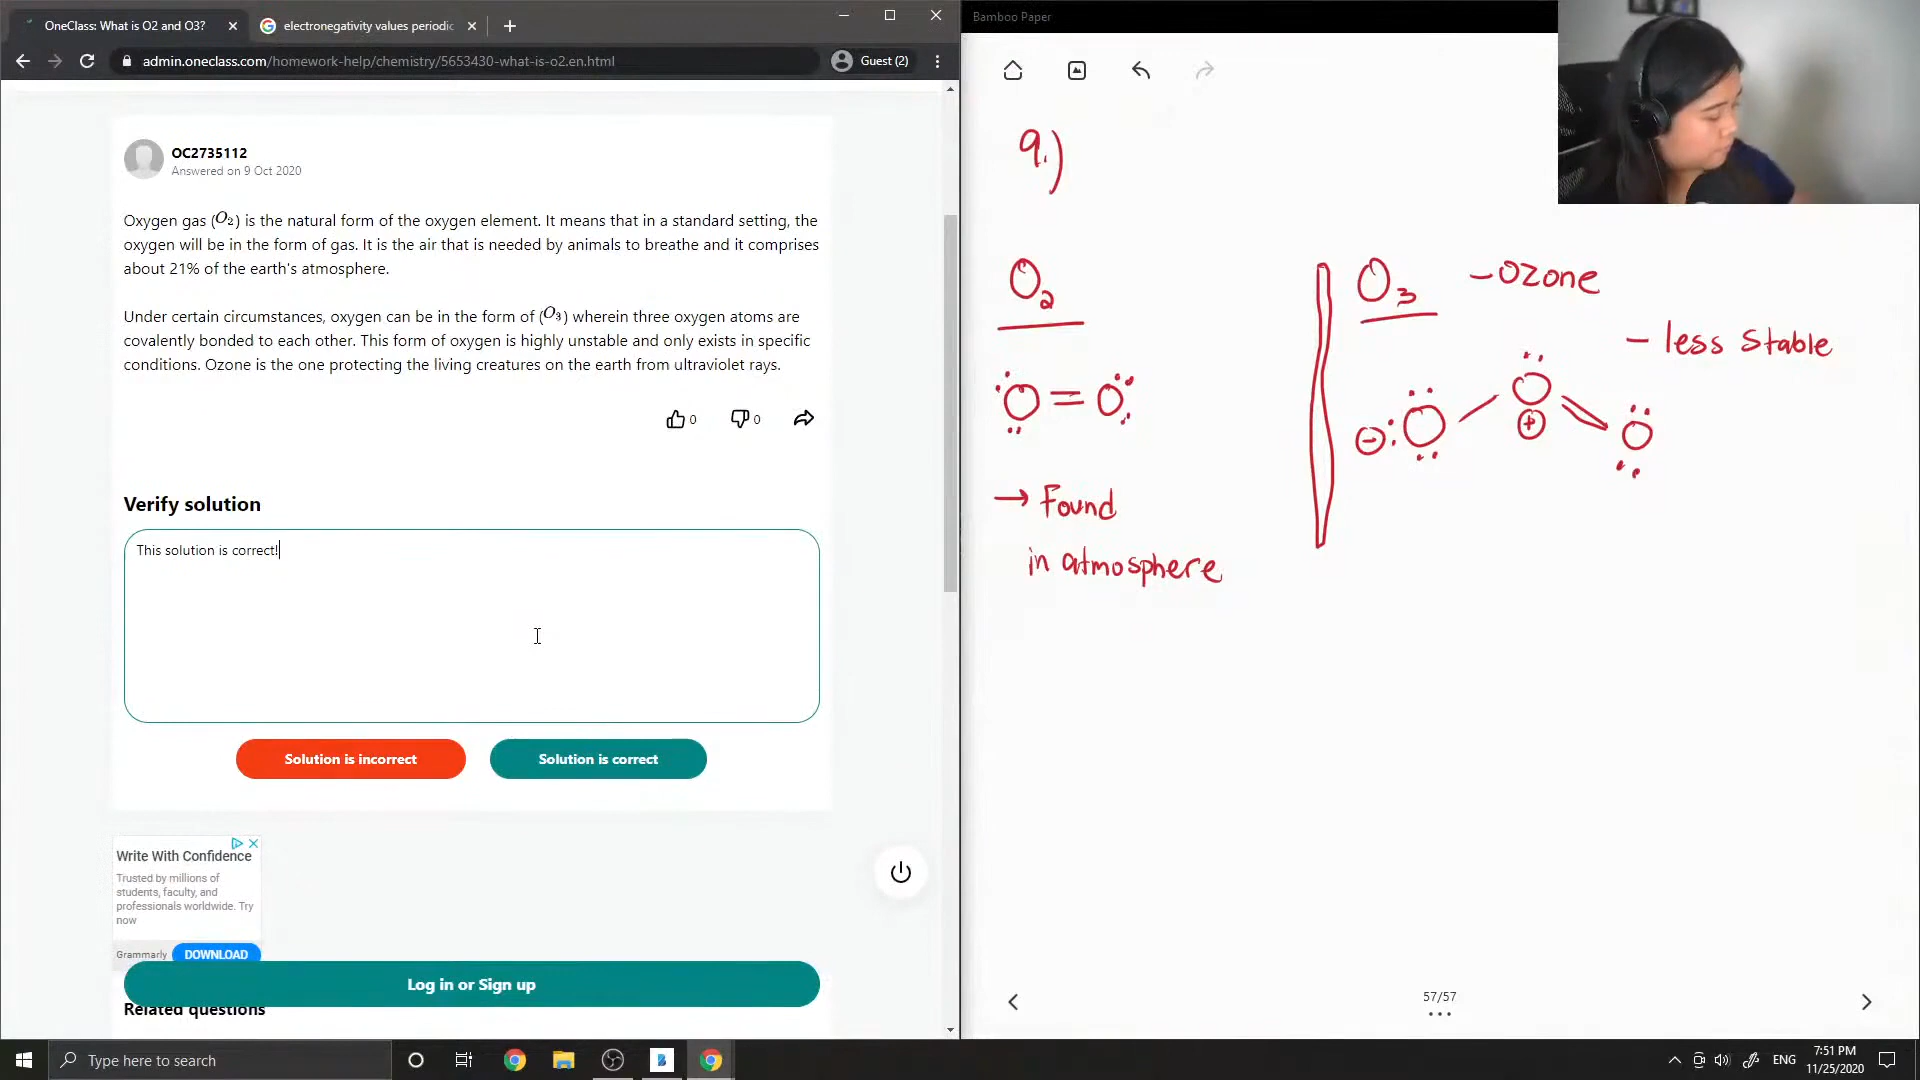 OneClass: What is O2 and O3?
electronegativity values periodic
admin.oneclass.com/homework-help/chemistry/5653430-what-is-o2.en.html
Guest (2)
OC2735112
Answered on 9 Oct 2020
Oxygen gas (O₂) is the natural form of the oxygen element. It means that in a standard setting, the
oxygen will be in the form of gas. It is the air that is needed by animals to breathe and it comprises
about 21% of the earth's atmosphere.
Under certain circumstances, oxygen can be in the form of (O₃) wherein three oxygen atoms are
covalently bonded to each other. This form of oxygen is highly unstable and only exists in specific
conditions. Ozone is the one protecting the living creatures on the earth from ultraviolet rays.
0 0
Verify solution
This solution is correct!
Solution is incorrect Solution is correct
Write With Confidence
Trusted by millions of
students, faculty, and
professionals worldwide. Try
now
Grammarly DOWNLOAD
Log in or Sign up
Related questions
Bamboo Paper
9.)
O₂
O = O
→ Found
in atmosphere
O₃ - Ozone
- less stable
⊖ O O ⊕ O
57/57
Type here to search
ENG
7:51 PM
11/25/2020